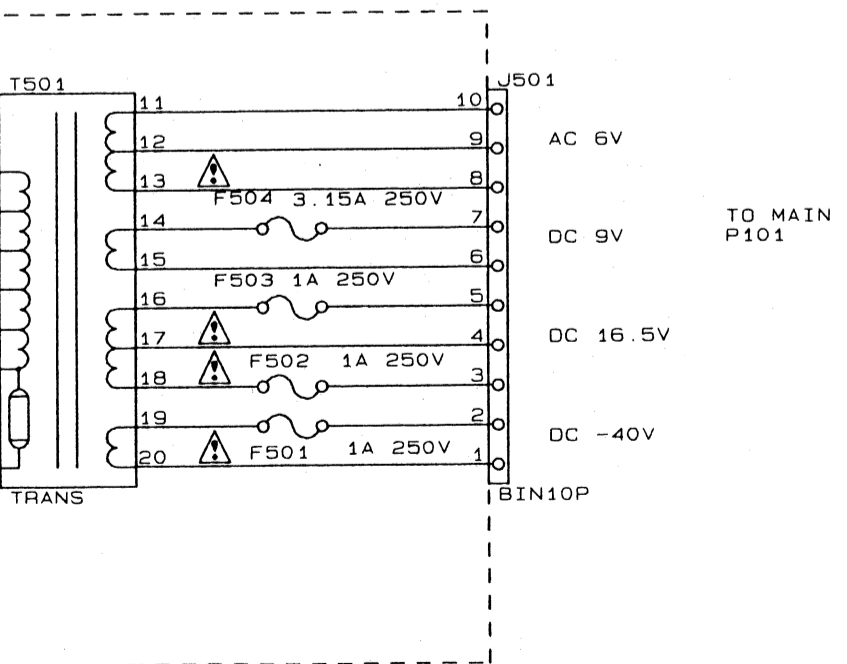 T501
J501
11
10
12
9
AC 6V
13
8
F504 3.15A 250V
14
7
TO MAIN
P101
DC 9V
15
6
F503 1A 250V
16
5
17
4
DC 16.5V
F502 1A 250V
18
3
19
2
DC -40V
F501 1A 250V
20
1
TRANS
BIN10P